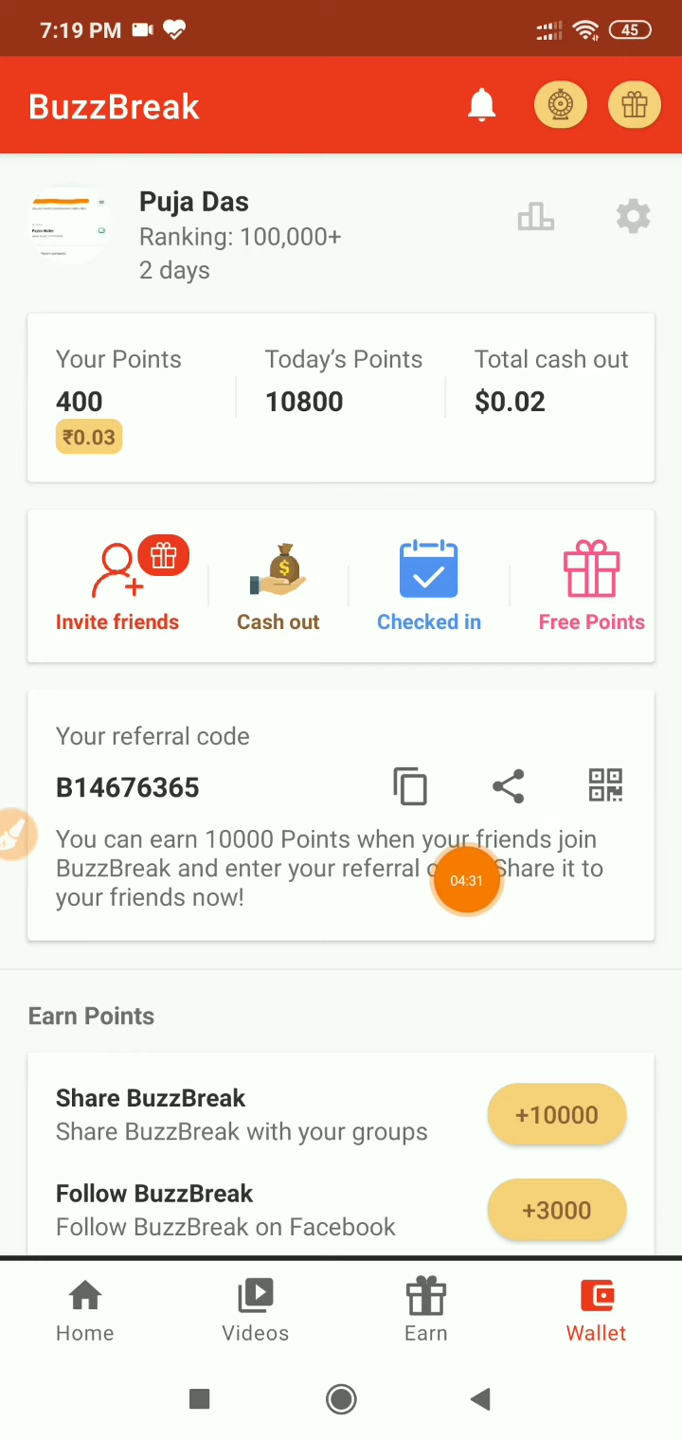 7:19 PM
45
BuzzBreak
Puja Das
Ranking: 100,000+
2 days
Your Points
Today's Points
Total cash out
400
10800
$0.02
₹0.03
Invite friends
Cash out
Checked in
Free Points
Your referral code
B14676365
You can earn 10000 Points when your friends join
BuzzBreak and enter your referral Share it to
your friends now!
04:31
Earn Points
Share BuzzBreak
Share BuzzBreak with your groups
+10000
Follow BuzzBreak
Follow BuzzBreak on Facebook
+3000
Home
Videos
Earn
Wallet